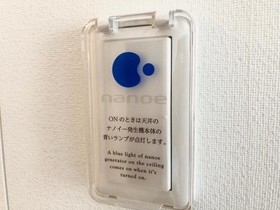 nanoe
ONのときは天井の
ナノイー発生機本体の
青いランプが点灯します。
A blue light of nanoe
generator on the ceiling
comes on when it's
turned on.